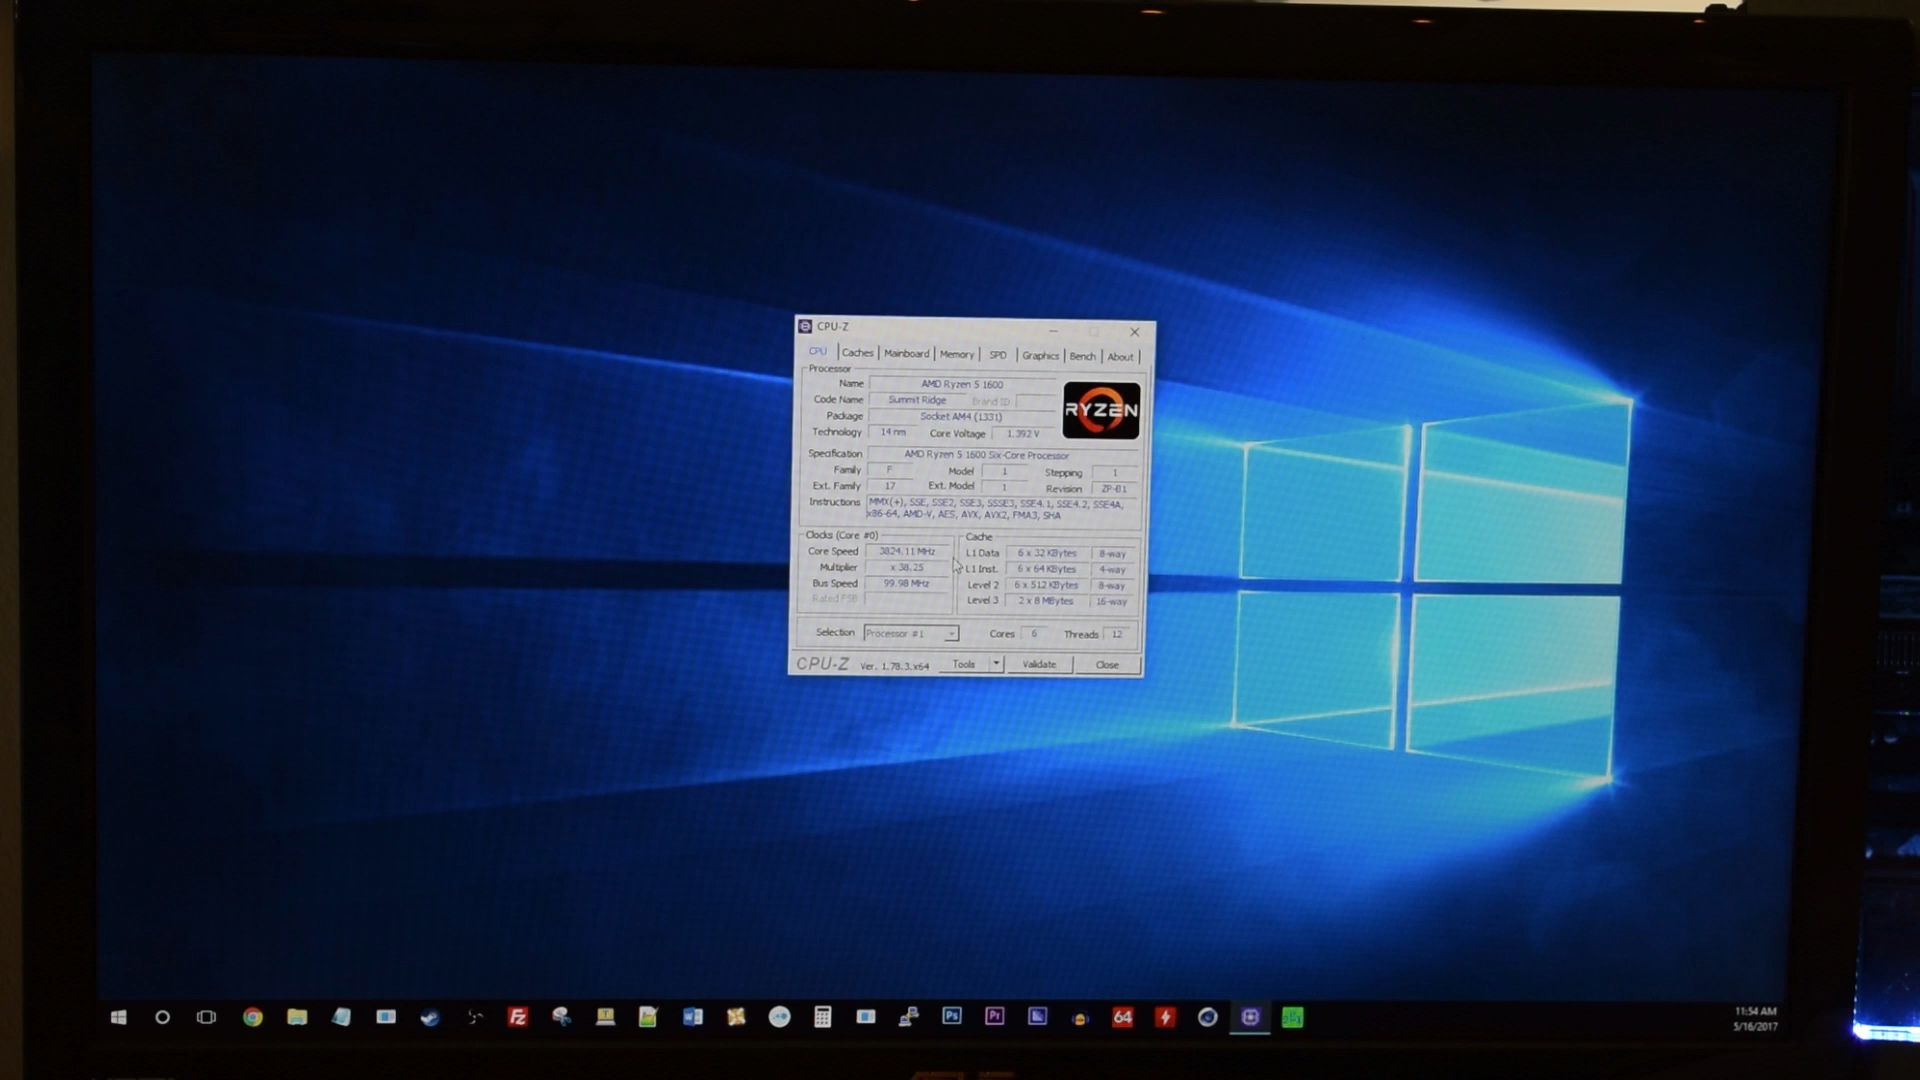 CPU-Z
CPU Caches Mainboard Memory SPD Graphics Bench About
Processor
Name AMD Ryzen 5 1600
Code Name Summit Ridge Brand ID
Package Socket AM4 (1331)
Technology 14 nm Core Voltage 1.392 V
RYZEN
Specification AMD Ryzen 5 1600 Six-Core Processor
Family F Model 1 Stepping 1
Ext. Family 17 Ext. Model 1 Revision ZP-B1
Instructions MMX(+), SSE, SSE2, SSE3, SSSE3, SSE4.1, SSE4.2, SSE4A,
x86-64, AMD-V, AES, AVX, AVX2, FMA3, SHA
Clocks (Core #0)
Core Speed 3824.11 MHz
Multiplier x 38.25
Bus Speed 99.98 MHz
Rated FSB
Cache
L1 Data 6 x 32 KBytes 8-way
L1 Inst. 6 x 64 KBytes 4-way
Level 2 6 x 512 KBytes 8-way
Level 3 2 x 8 MBytes 16-way
Selection Processor #1 Cores 6 Threads 12
CPU-Z Ver. 1.78.3.x64 Tools Validate Close
Fz Ps Pr 64
11:54 AM
5/16/2017